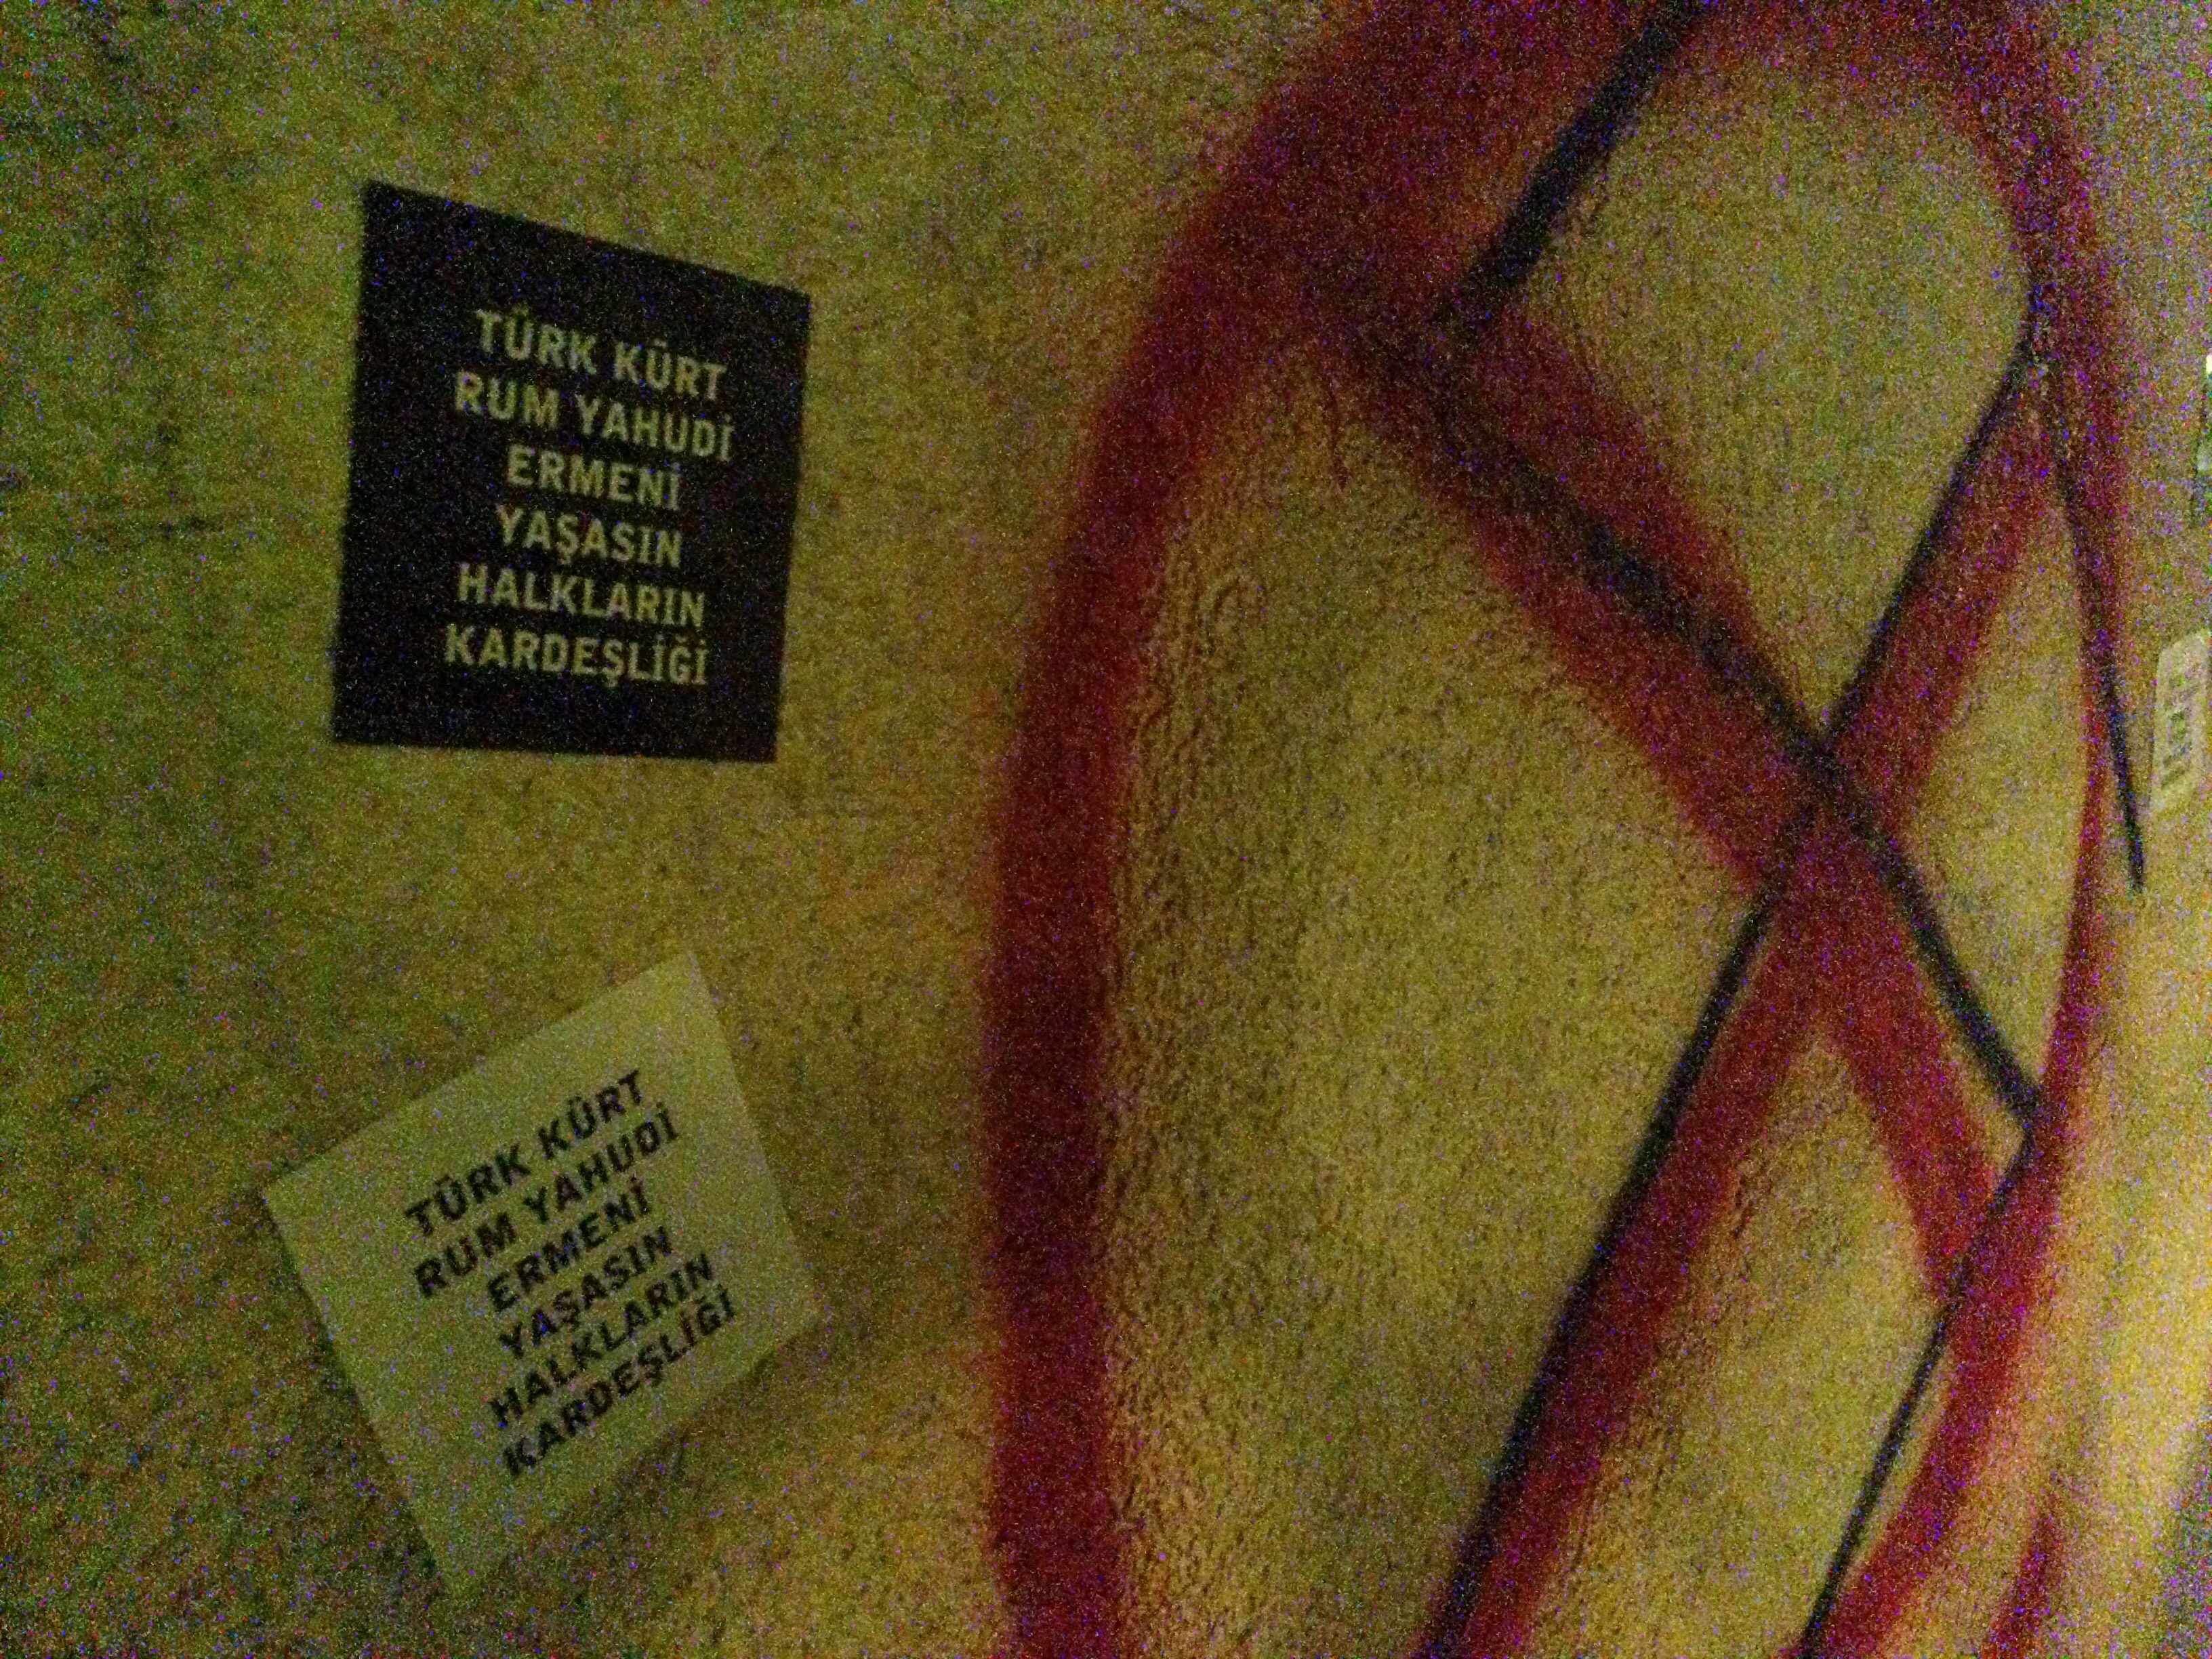 TÜRK KÜRT
RUM YAHUDİ
ERMENİ
YAŞASIN
HALKLARIN
KARDEŞLİĞİ
TÜRK KÜRT
RUM YAHUDİ
ERMENİ
YAŞASIN
HALKLARIN
KARDEŞLİĞİ